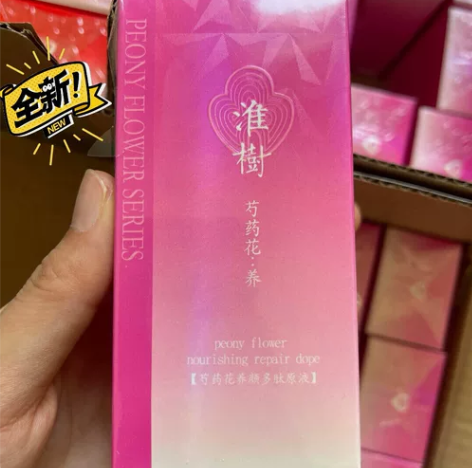 全新!
NEW
PEONY FLOWER SERIES
淮樹
芍药花·养
peony flower
nourishing repair dope
【芍药花养颜多肽原液】